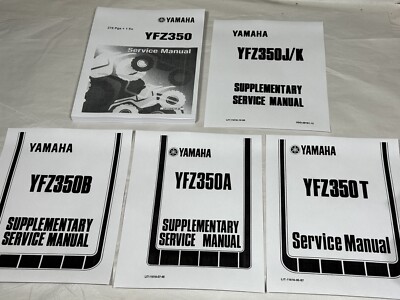 YAMAHA
YFZ350
Service Manual
YAMAHA
YFZ350J/K
SUPPLEMENTARY
SERVICE MANUAL
YAMAHA
YFZ350B
SUPPLEMENTARY
SERVICE MANUAL
YAMAHA
YFZ350A
SUPPLEMENTARY
SERVICE MANUAL
YAMAHA
YFZ350T
Service Manual